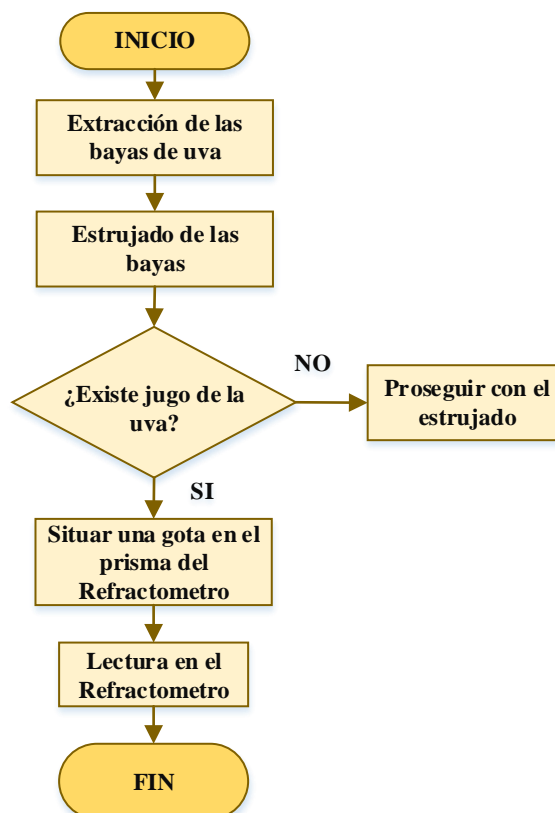 INICIO
Extracción de las
bayas de uva
Estrujado de las
bayas
¿Existe jugo de la
uva?
NO
Proseguir con el
estrujado
SI
Situar una gota en el
prisma del
Refractometro
Lectura en el
Refractometro
FIN